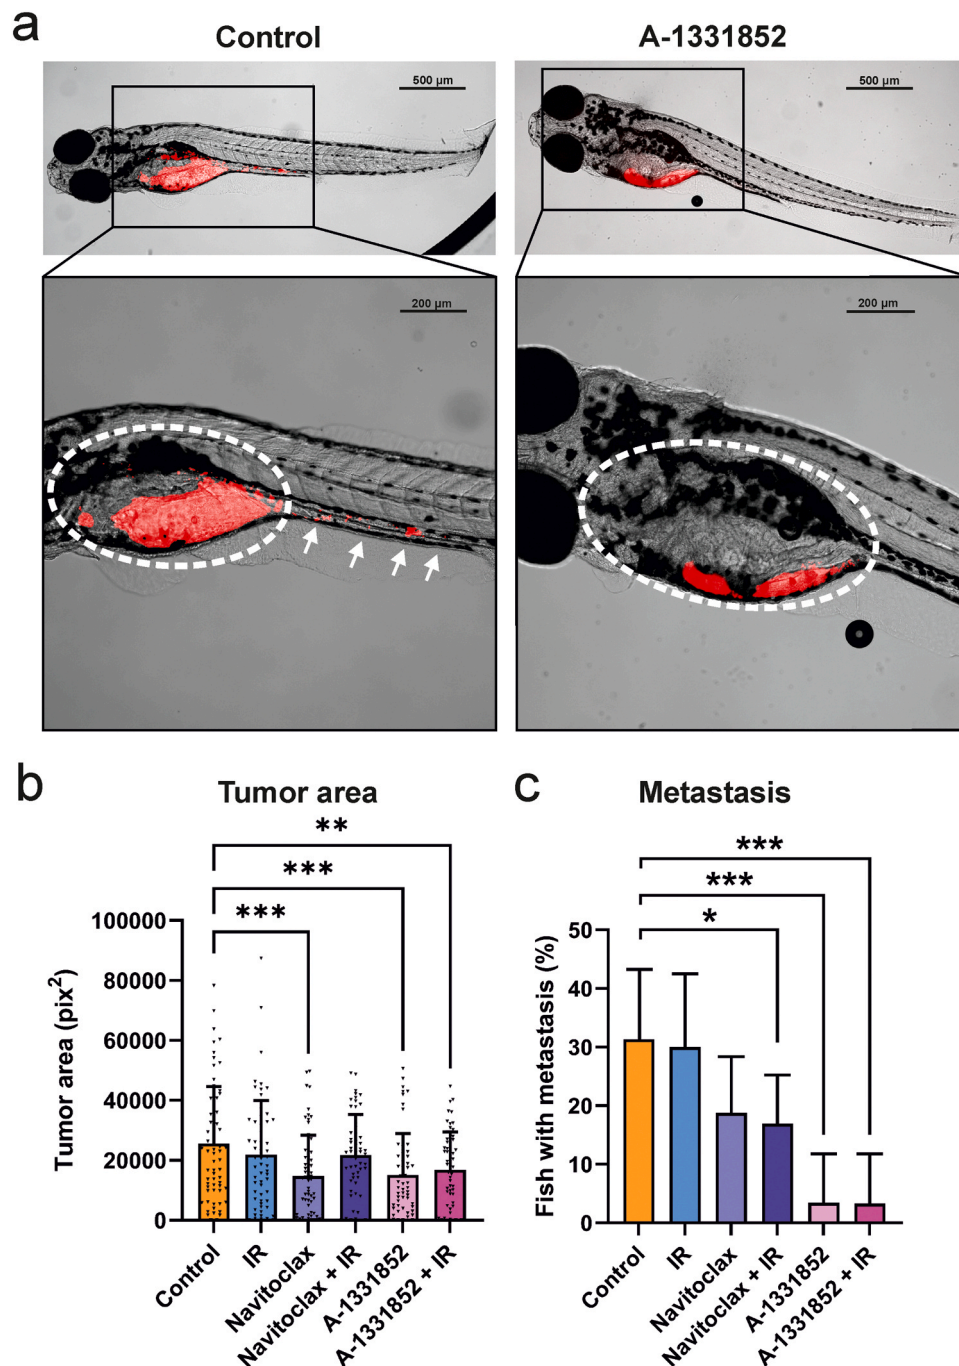 a
Control
A-1331852
500 µm
500 µm
200 µm
200 µm
b
Tumor area
**
***
***
Tumor area (pix²)
100000
80000
60000
40000
20000
0
Control
IR
Navitoclax
Navitoclax + IR
A-1331852
A-1331852 + IR
c
Metastasis
***
***
*
Fish with metastasis (%)
50
40
30
20
10
0
Control
IR
Navitoclax
Navitoclax + IR
A-1331852
A-1331852 + IR